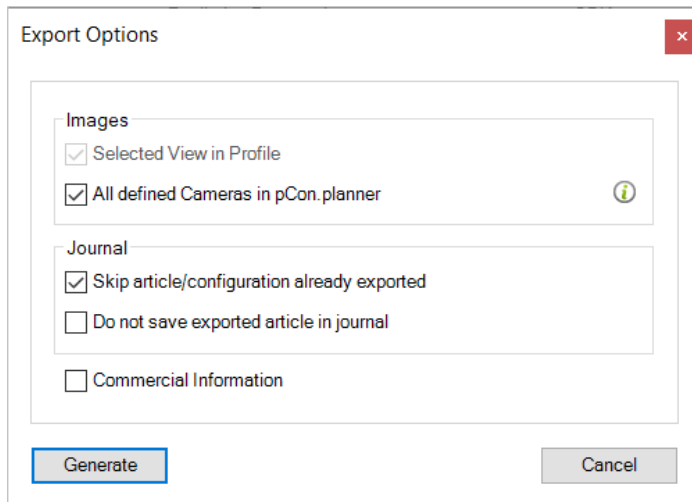 Export Options
Images
Selected View in Profile
All defined Cameras in pCon.planner
Journal
Skip article/configuration already exported
Do not save exported article in journal
Commercial Information
Generate
Cancel